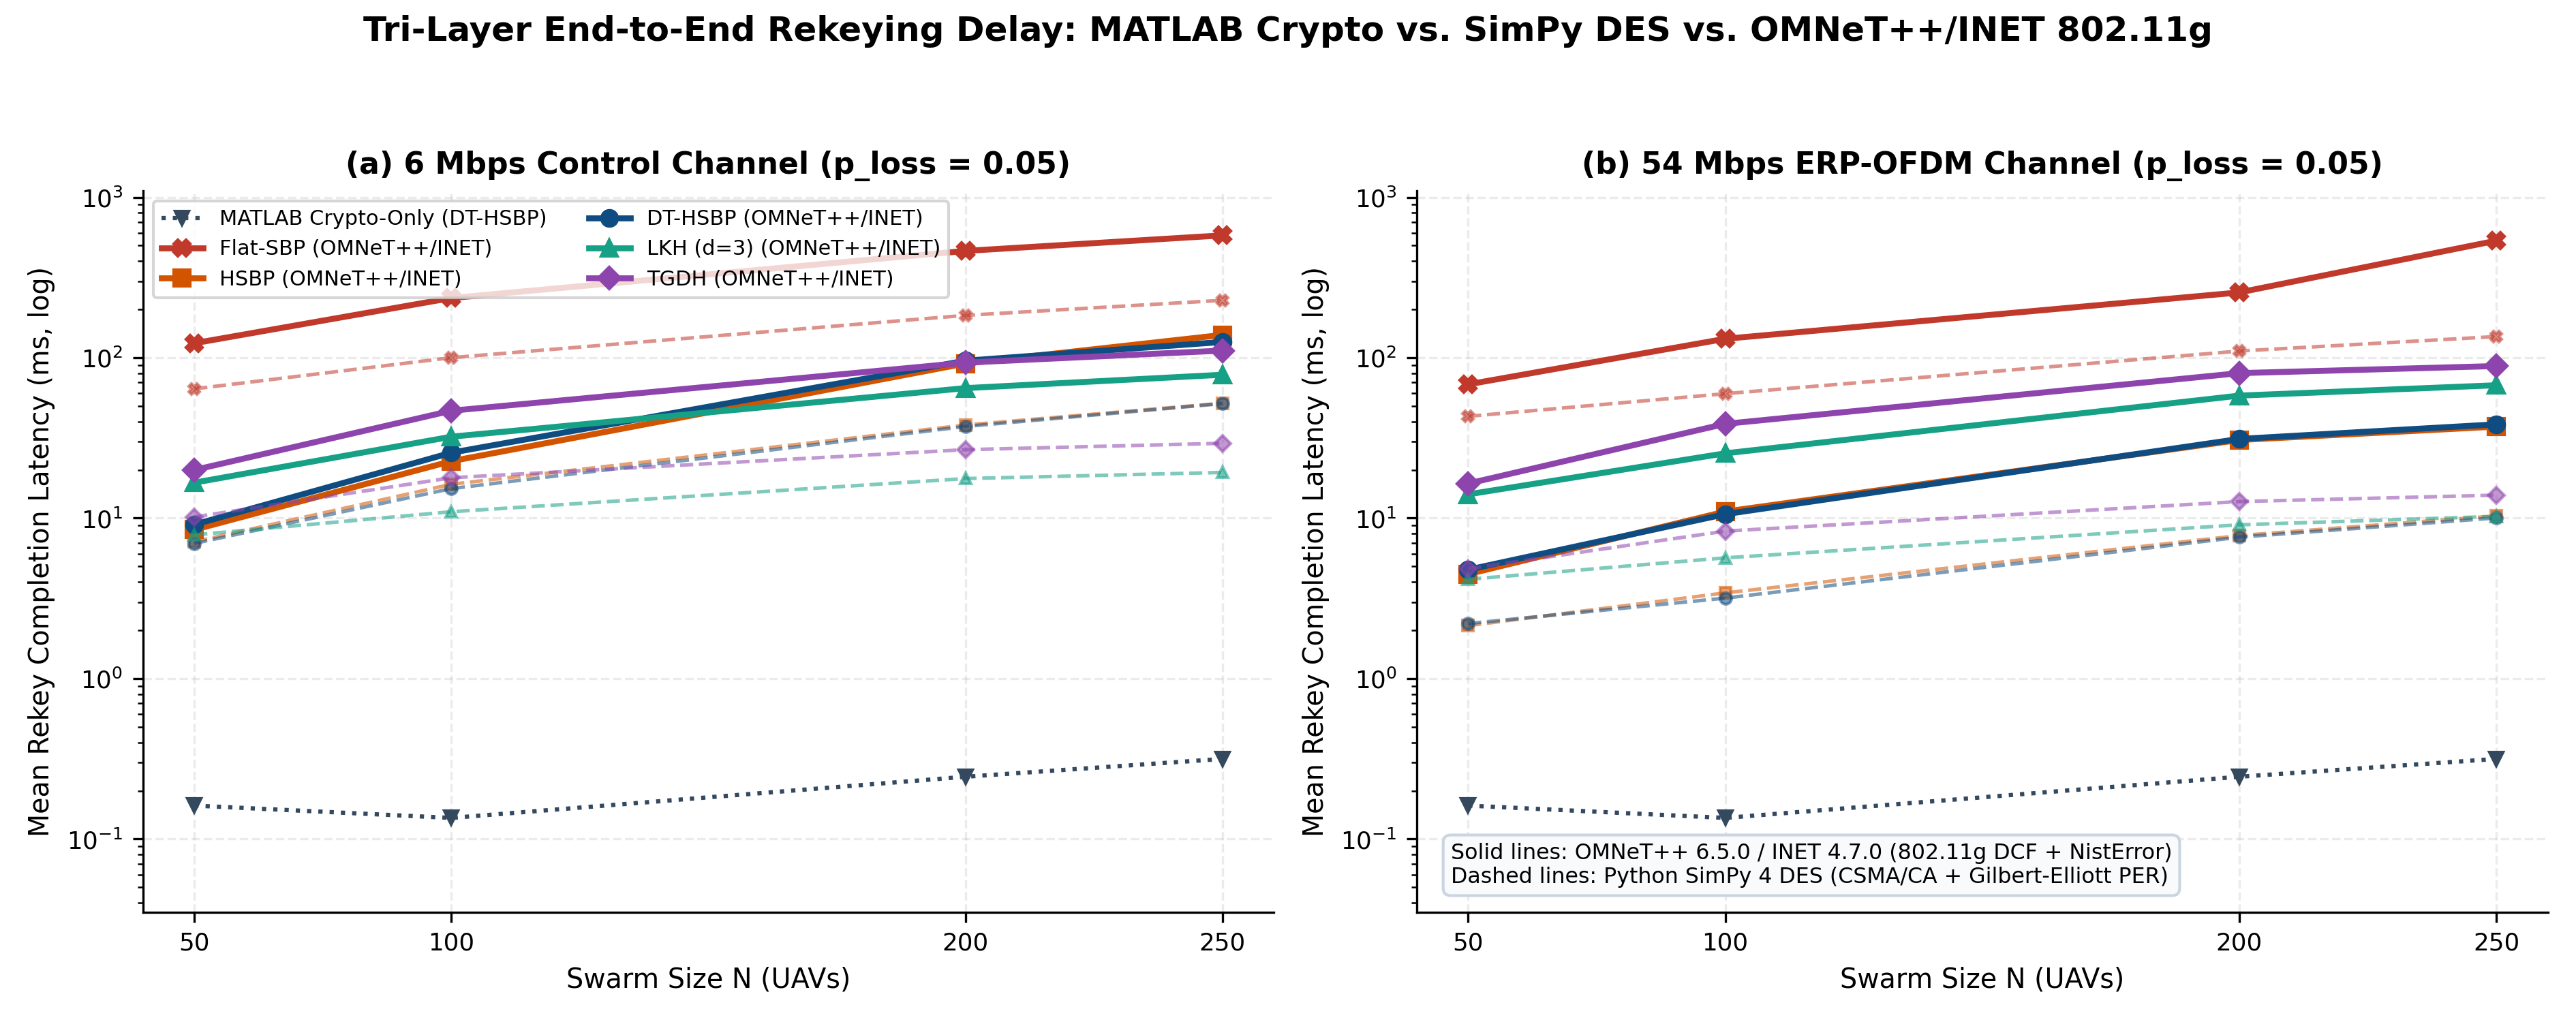 Tri-Layer End-to-End Rekeying Delay: MATLAB Crypto vs. SimPy DES vs. OMNeT++/INET 802.11g
(a) 6 Mbps Control Channel (p_loss = 0.05)
Mean Rekey Completion Latency (ms, log)
10³
10²
10¹
10⁰
10⁻¹
MATLAB Crypto-Only (DT-HSBP)
Flat-SBP (OMNeT++/INET)
HSBP (OMNeT++/INET)
DT-HSBP (OMNeT++/INET)
LKH (d=3) (OMNeT++/INET)
TGDH (OMNeT++/INET)
50 100 200 250
Swarm Size N (UAVs)
(b) 54 Mbps ERP-OFDM Channel (p_loss = 0.05)
Mean Rekey Completion Latency (ms, log)
10³
10²
10¹
10⁰
10⁻¹
Solid lines: OMNeT++ 6.5.0 / INET 4.7.0 (802.11g DCF + NistError)
Dashed lines: Python SimPy 4 DES (CSMA/CA + Gilbert-Elliott PER)
50 100 200 250
Swarm Size N (UAVs)